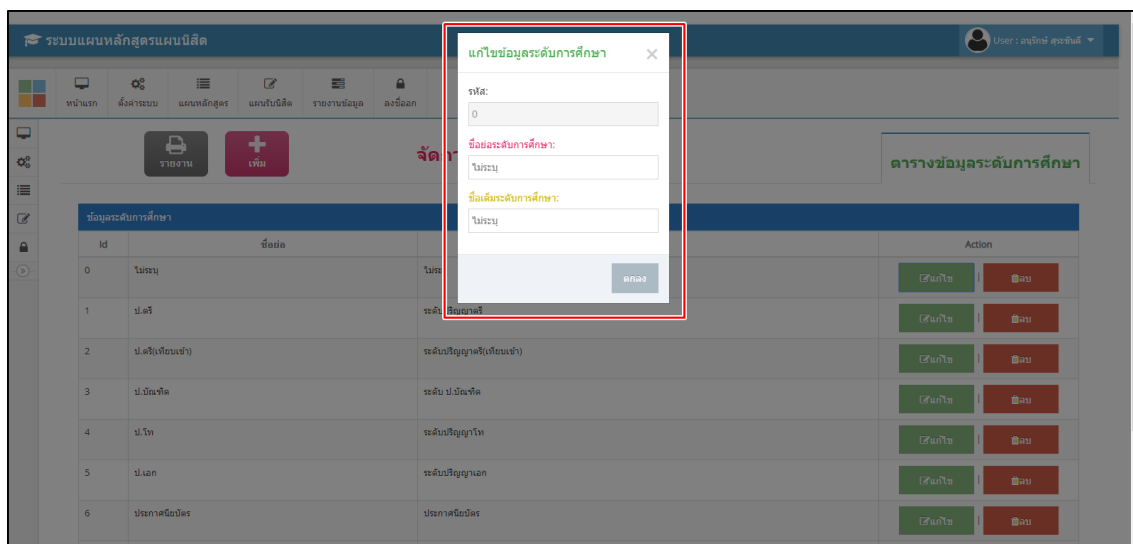 ระบบแผนหลักสูตรแผนนิสิต
User : อนุรักษ์ สุระขันตี
หน้าแรก ตั้งค่าระบบ แผนหลักสูตร แผนรับนิสิต รายงานข้อมูล ลงชื่ออก
รายงาน เพิ่ม
ตารางข้อมูลระดับการศึกษา
แก้ไขข้อมูลระดับการศึกษา ×
รหัส:
0
ชื่อย่อระดับการศึกษา:
ไม่ระบุ
ชื่อเต็มระดับการศึกษา:
ไม่ระบุ
ตกลง
ข้อมูลระดับการศึกษา
Id ชื่อย่อ Action
0 ไม่ระบุ แก้ไข | ลบ
1 ป.ตรี ระดับปริญญาตรี แก้ไข | ลบ
2 ป.ตรี(เทียบเข้า) ระดับปริญญาตรี(เทียบเข้า) แก้ไข | ลบ
3 ป.บัณฑิต ระดับ ป.บัณฑิต แก้ไข | ลบ
4 ป.โท ระดับปริญญาโท แก้ไข | ลบ
5 ป.เอก ระดับปริญญาเอก แก้ไข | ลบ
6 ประกาศนียบัตร ประกาศนียบัตร แก้ไข | ลบ